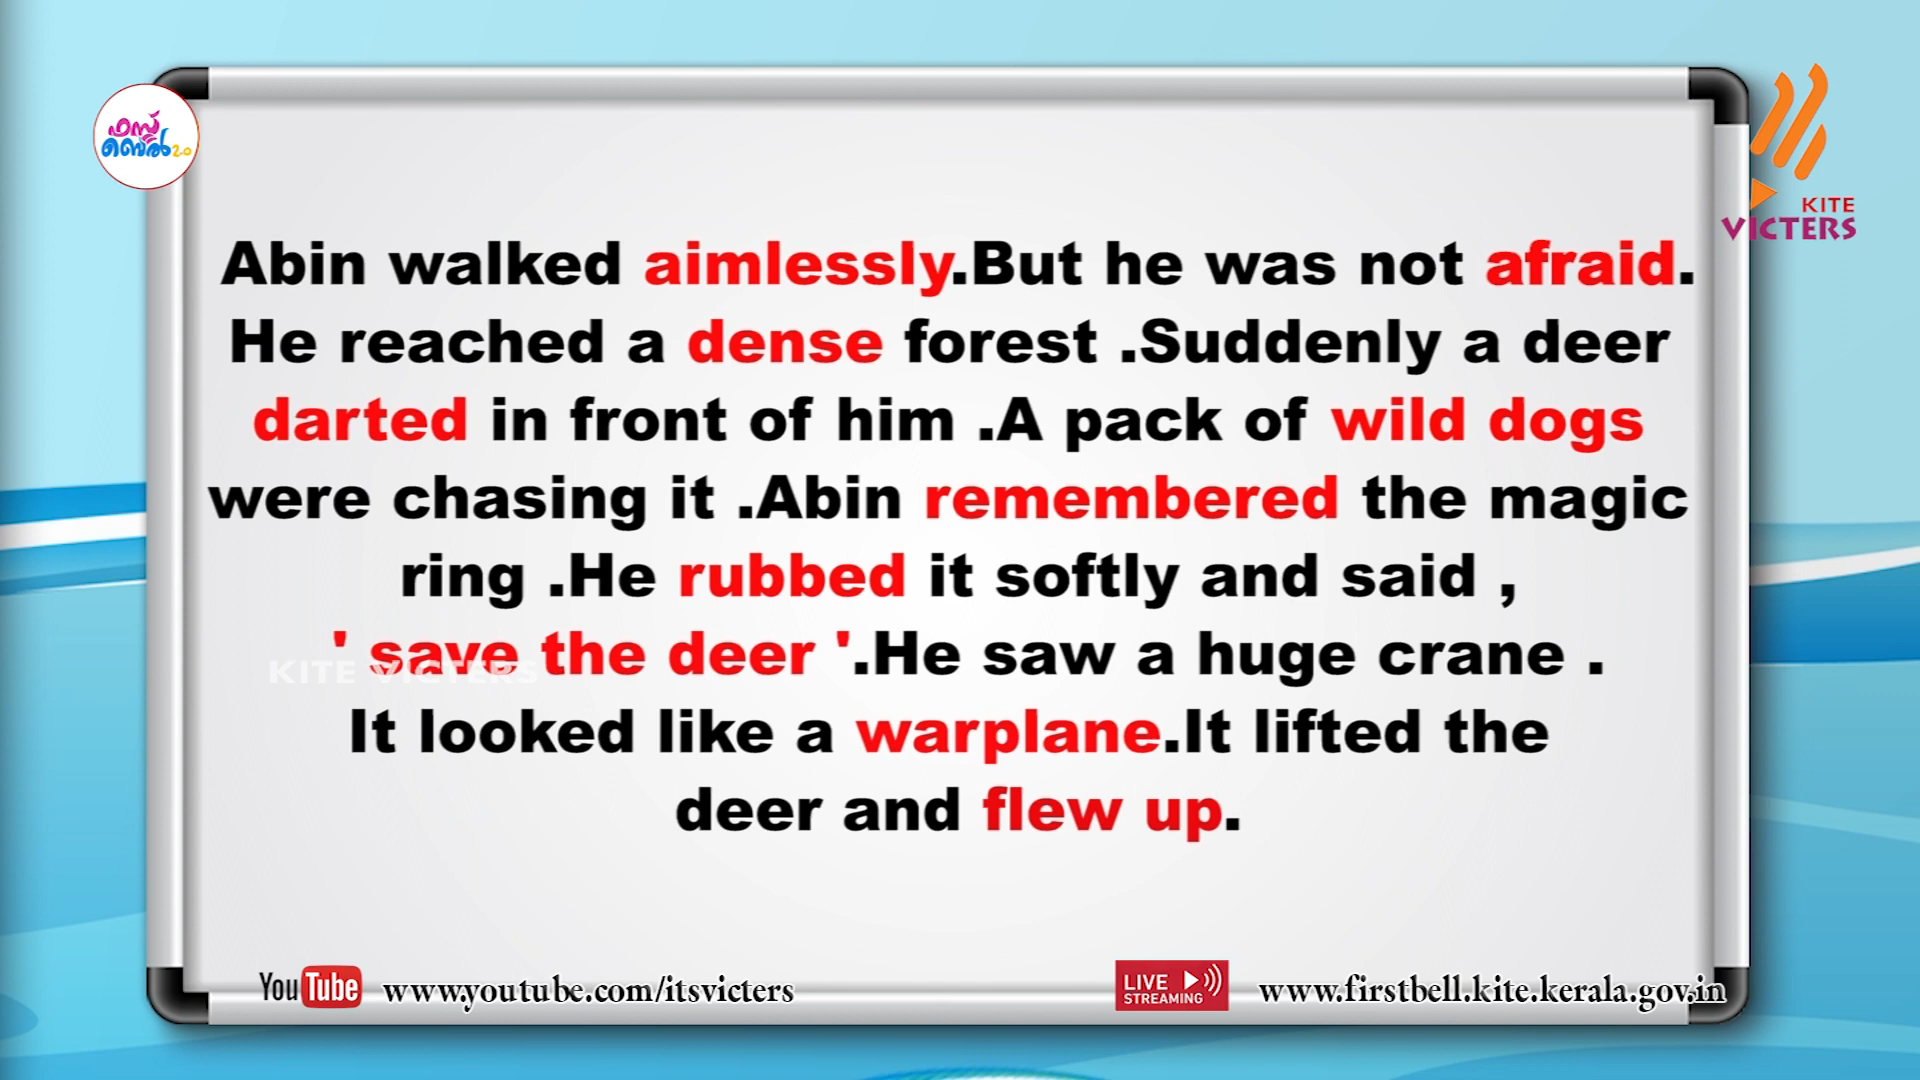 ഫസ്റ്റ്
ബെൽ 2.0
KITE
VICTERS
Abin walked aimlessly.But he was not afraid.
He reached a dense forest .Suddenly a deer
darted in front of him .A pack of wild dogs
were chasing it .Abin remembered the magic
ring .He rubbed it softly and said ,
' save the deer '.He saw a huge crane .
KITE VICTERS
It looked like a warplane.It lifted the
deer and flew up.
YouTube www.youtube.com/itsvicters
LIVE STREAMING www.firstbell.kite.kerala.gov.in